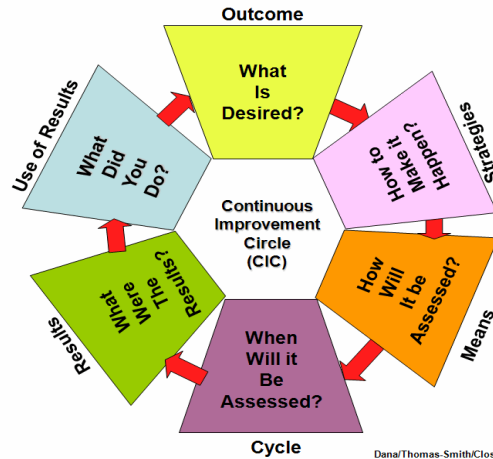 Outcome
What
Is
Desired?
Strategies
How to
Make it
Happen?
Means
How
Will
It be
Assessed?
Cycle
When
Will it
Be
Assessed?
Results
What
Were
The
Results?
Use of Results
What
Did
You
Do?
Continuous
Improvement
Circle
(CIC)
Dana/Thomas-Smith/Clos